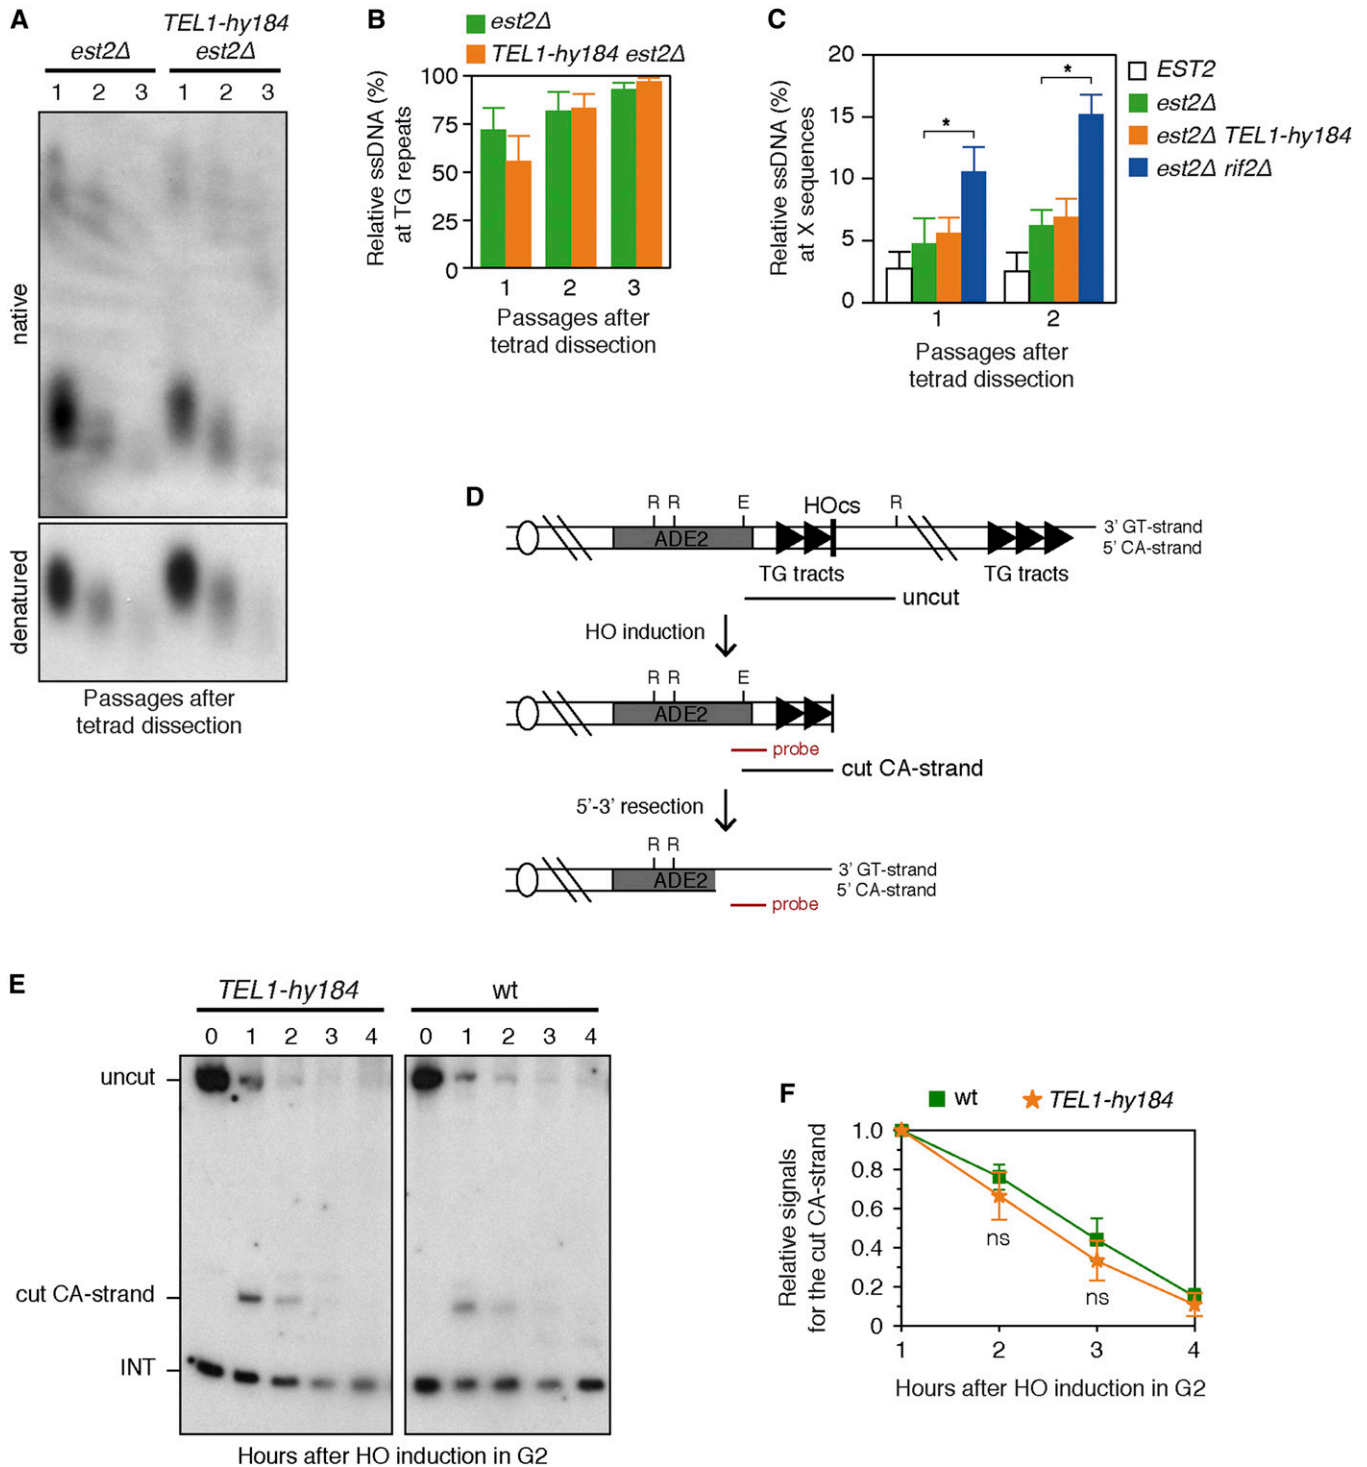 A
TEL1-hy184
est2Δ est2Δ
1 2 3 1 2 3
native
denatured
Passages after
tetrad dissection
B
est2Δ
TEL1-hy184 est2Δ
Relative ssDNA (%)
at TG repeats
100
75
50
25
0
1 2 3
Passages after
tetrad dissection
C
Relative ssDNA (%)
at X sequences
20
15
10
5
0
* *
1 2
Passages after
tetrad dissection
EST2
est2Δ
est2Δ TEL1-hy184
est2Δ rif2Δ
D
R R E HOcs R
ADE2
3’ GT-strand
5’ CA-strand
TG tracts TG tracts
uncut
HO induction
R R E
ADE2
probe
cut CA-strand
5’-3’ resection
R R
ADE2
3’ GT-strand
5’ CA-strand
probe
E
TEL1-hy184 wt
0 1 2 3 4 0 1 2 3 4
uncut
cut CA-strand
INT
Hours after HO induction in G2
F
wt TEL1-hy184
Relative signals
for the cut CA-strand
1.0
0.8
0.6
0.4
0.2
0
ns
ns
1 2 3 4
Hours after HO induction in G2